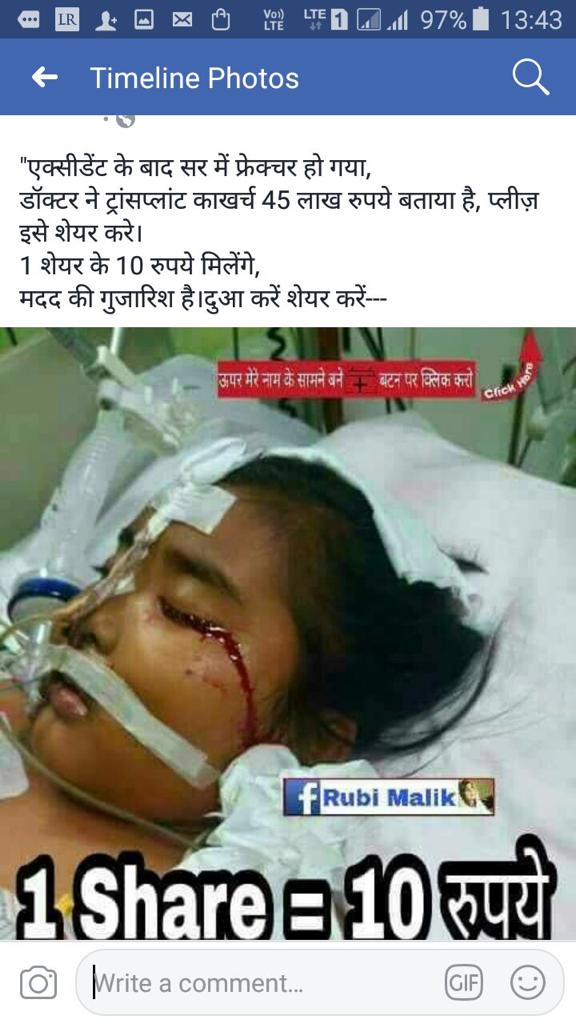 LR Vo)) LTE LTE 1 97% 13:43
Timeline Photos
"एक्सीडेंट के बाद सर में फ्रेक्चर हो गया,
डॉक्टर ने ट्रांसप्लांट काखर्च 45 लाख रुपये बताया है, प्लीज़
इसे शेयर करे।
1 शेयर के 10 रुपये मिलेंगे,
मदद की गुजारिश है।दुआ करें शेयर करें---
ऊपर मेरे नाम के सामने बने + बटन पर क्लिक करो
Click Here
f Rubi Malik
1 Share = 10 रुपये
Write a comment...
GIF